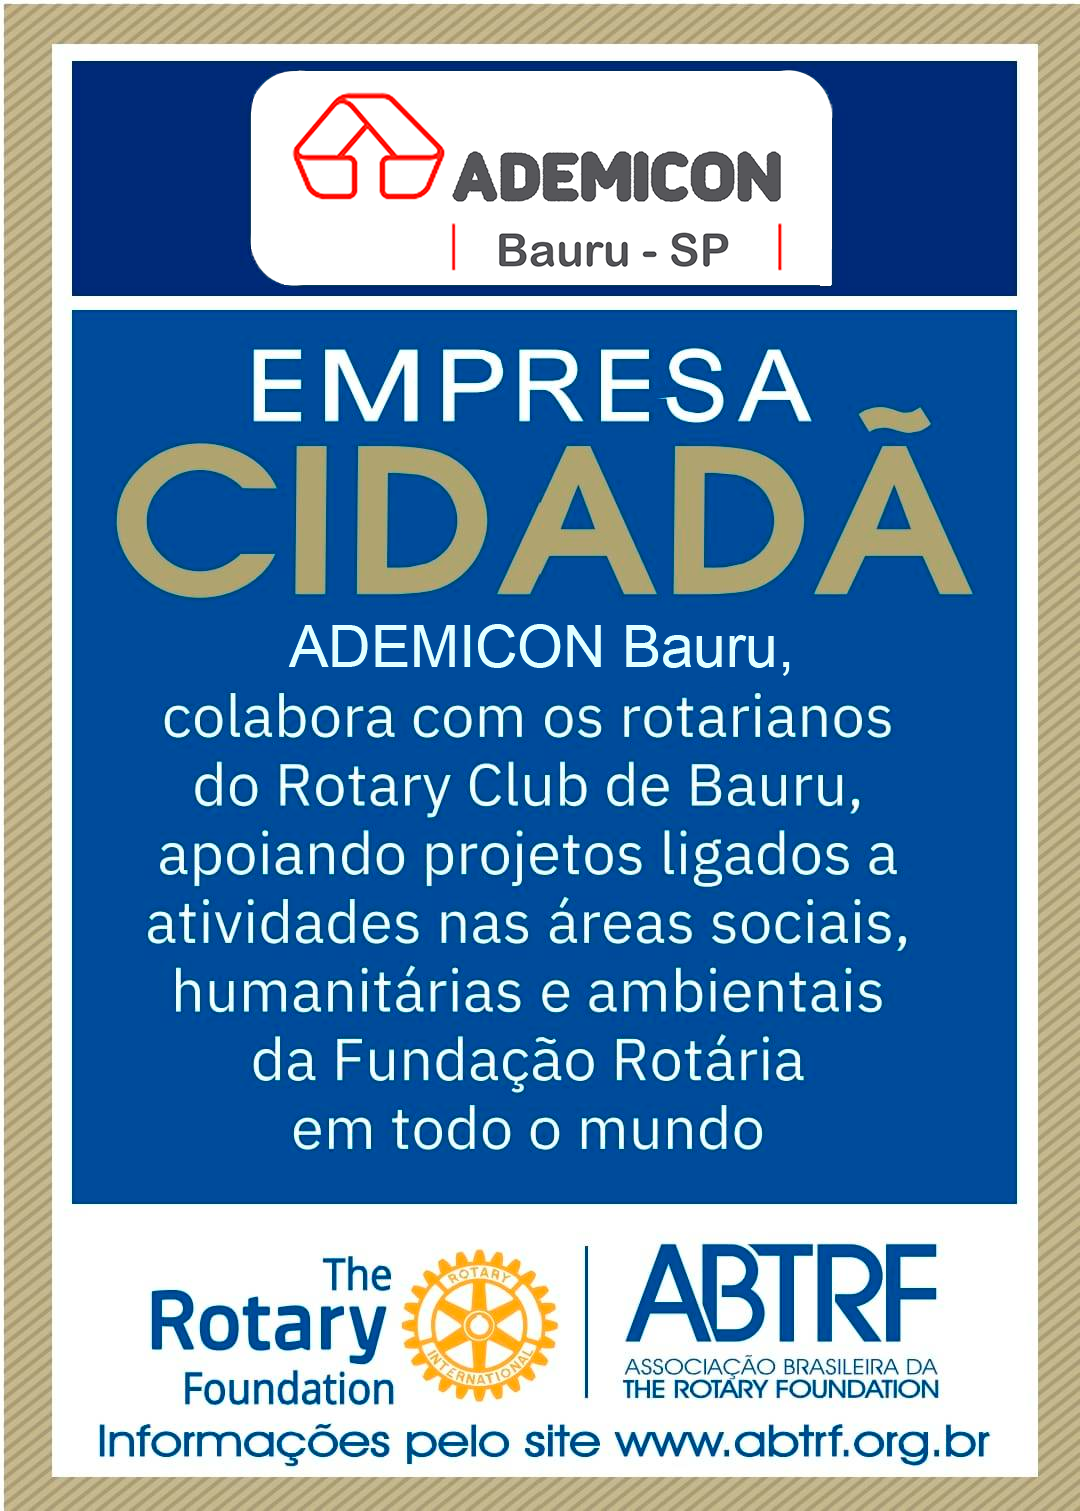 ADEMICON
Bauru - SP
EMPRESA
CIDADÃ
ADEMICON Bauru,
colabora com os rotarianos
do Rotary Club de Bauru,
apoiando projetos ligados a
atividades nas áreas sociais,
humanitárias e ambientais
da Fundação Rotária
em todo o mundo
The
Rotary
Foundation
ROTARY
INTERNATIONAL
ABTRF
ASSOCIAÇÃO BRASILEIRA DA
THE ROTARY FOUNDATION
Informações pelo site www.abtrf.org.br